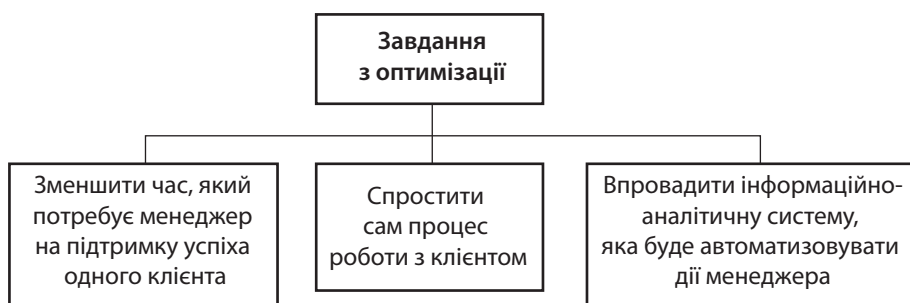 Завдання
з оптимізації
Зменшити час, який
потребує менеджер
на підтримку успіха
одного клієнта
Спростити
сам процес
роботи з клієнтом
Впровадити інформаційно-
аналітичну систему,
яка буде автоматизовувати
дії менеджера